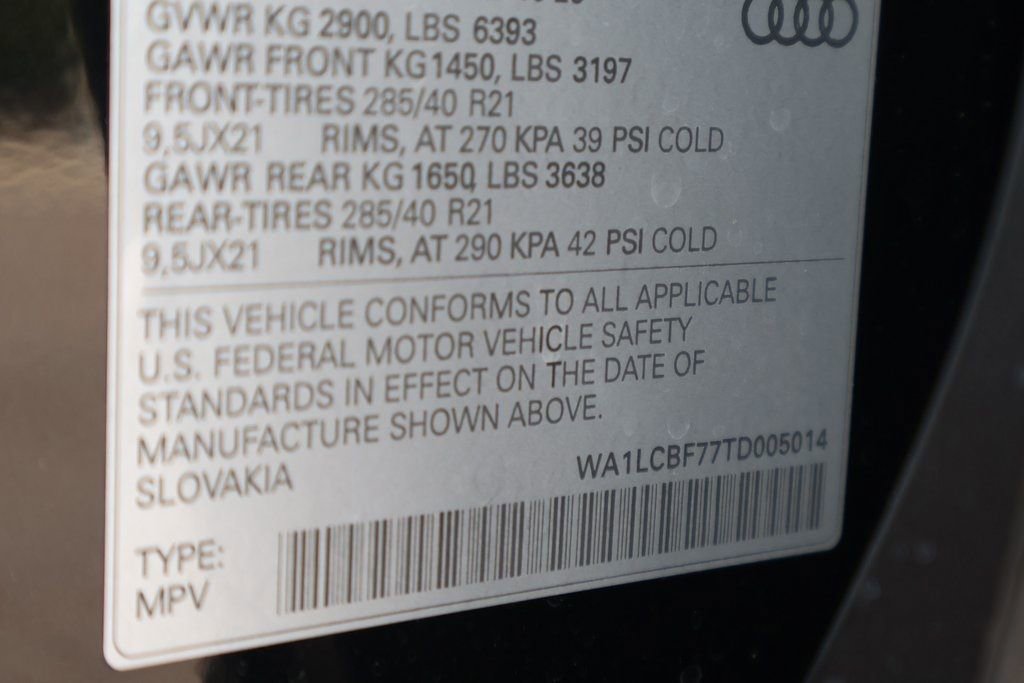 GVWR KG 2900, LBS 6393
GAWR FRONT KG1450, LBS 3197
FRONT-TIRES 285/40 R21
9,5JX21 RIMS, AT 270 KPA 39 PSI COLD
GAWR REAR KG 1650, LBS 3638
REAR-TIRES 285/40 R21
9,5JX21 RIMS, AT 290 KPA 42 PSI COLD
THIS VEHICLE CONFORMS TO ALL APPLICABLE
U.S. FEDERAL MOTOR VEHICLE SAFETY
STANDARDS IN EFFECT ON THE DATE OF
MANUFACTURE SHOWN ABOVE.
SLOVAKIA
WA1LCBF77TD005014
TYPE:
MPV